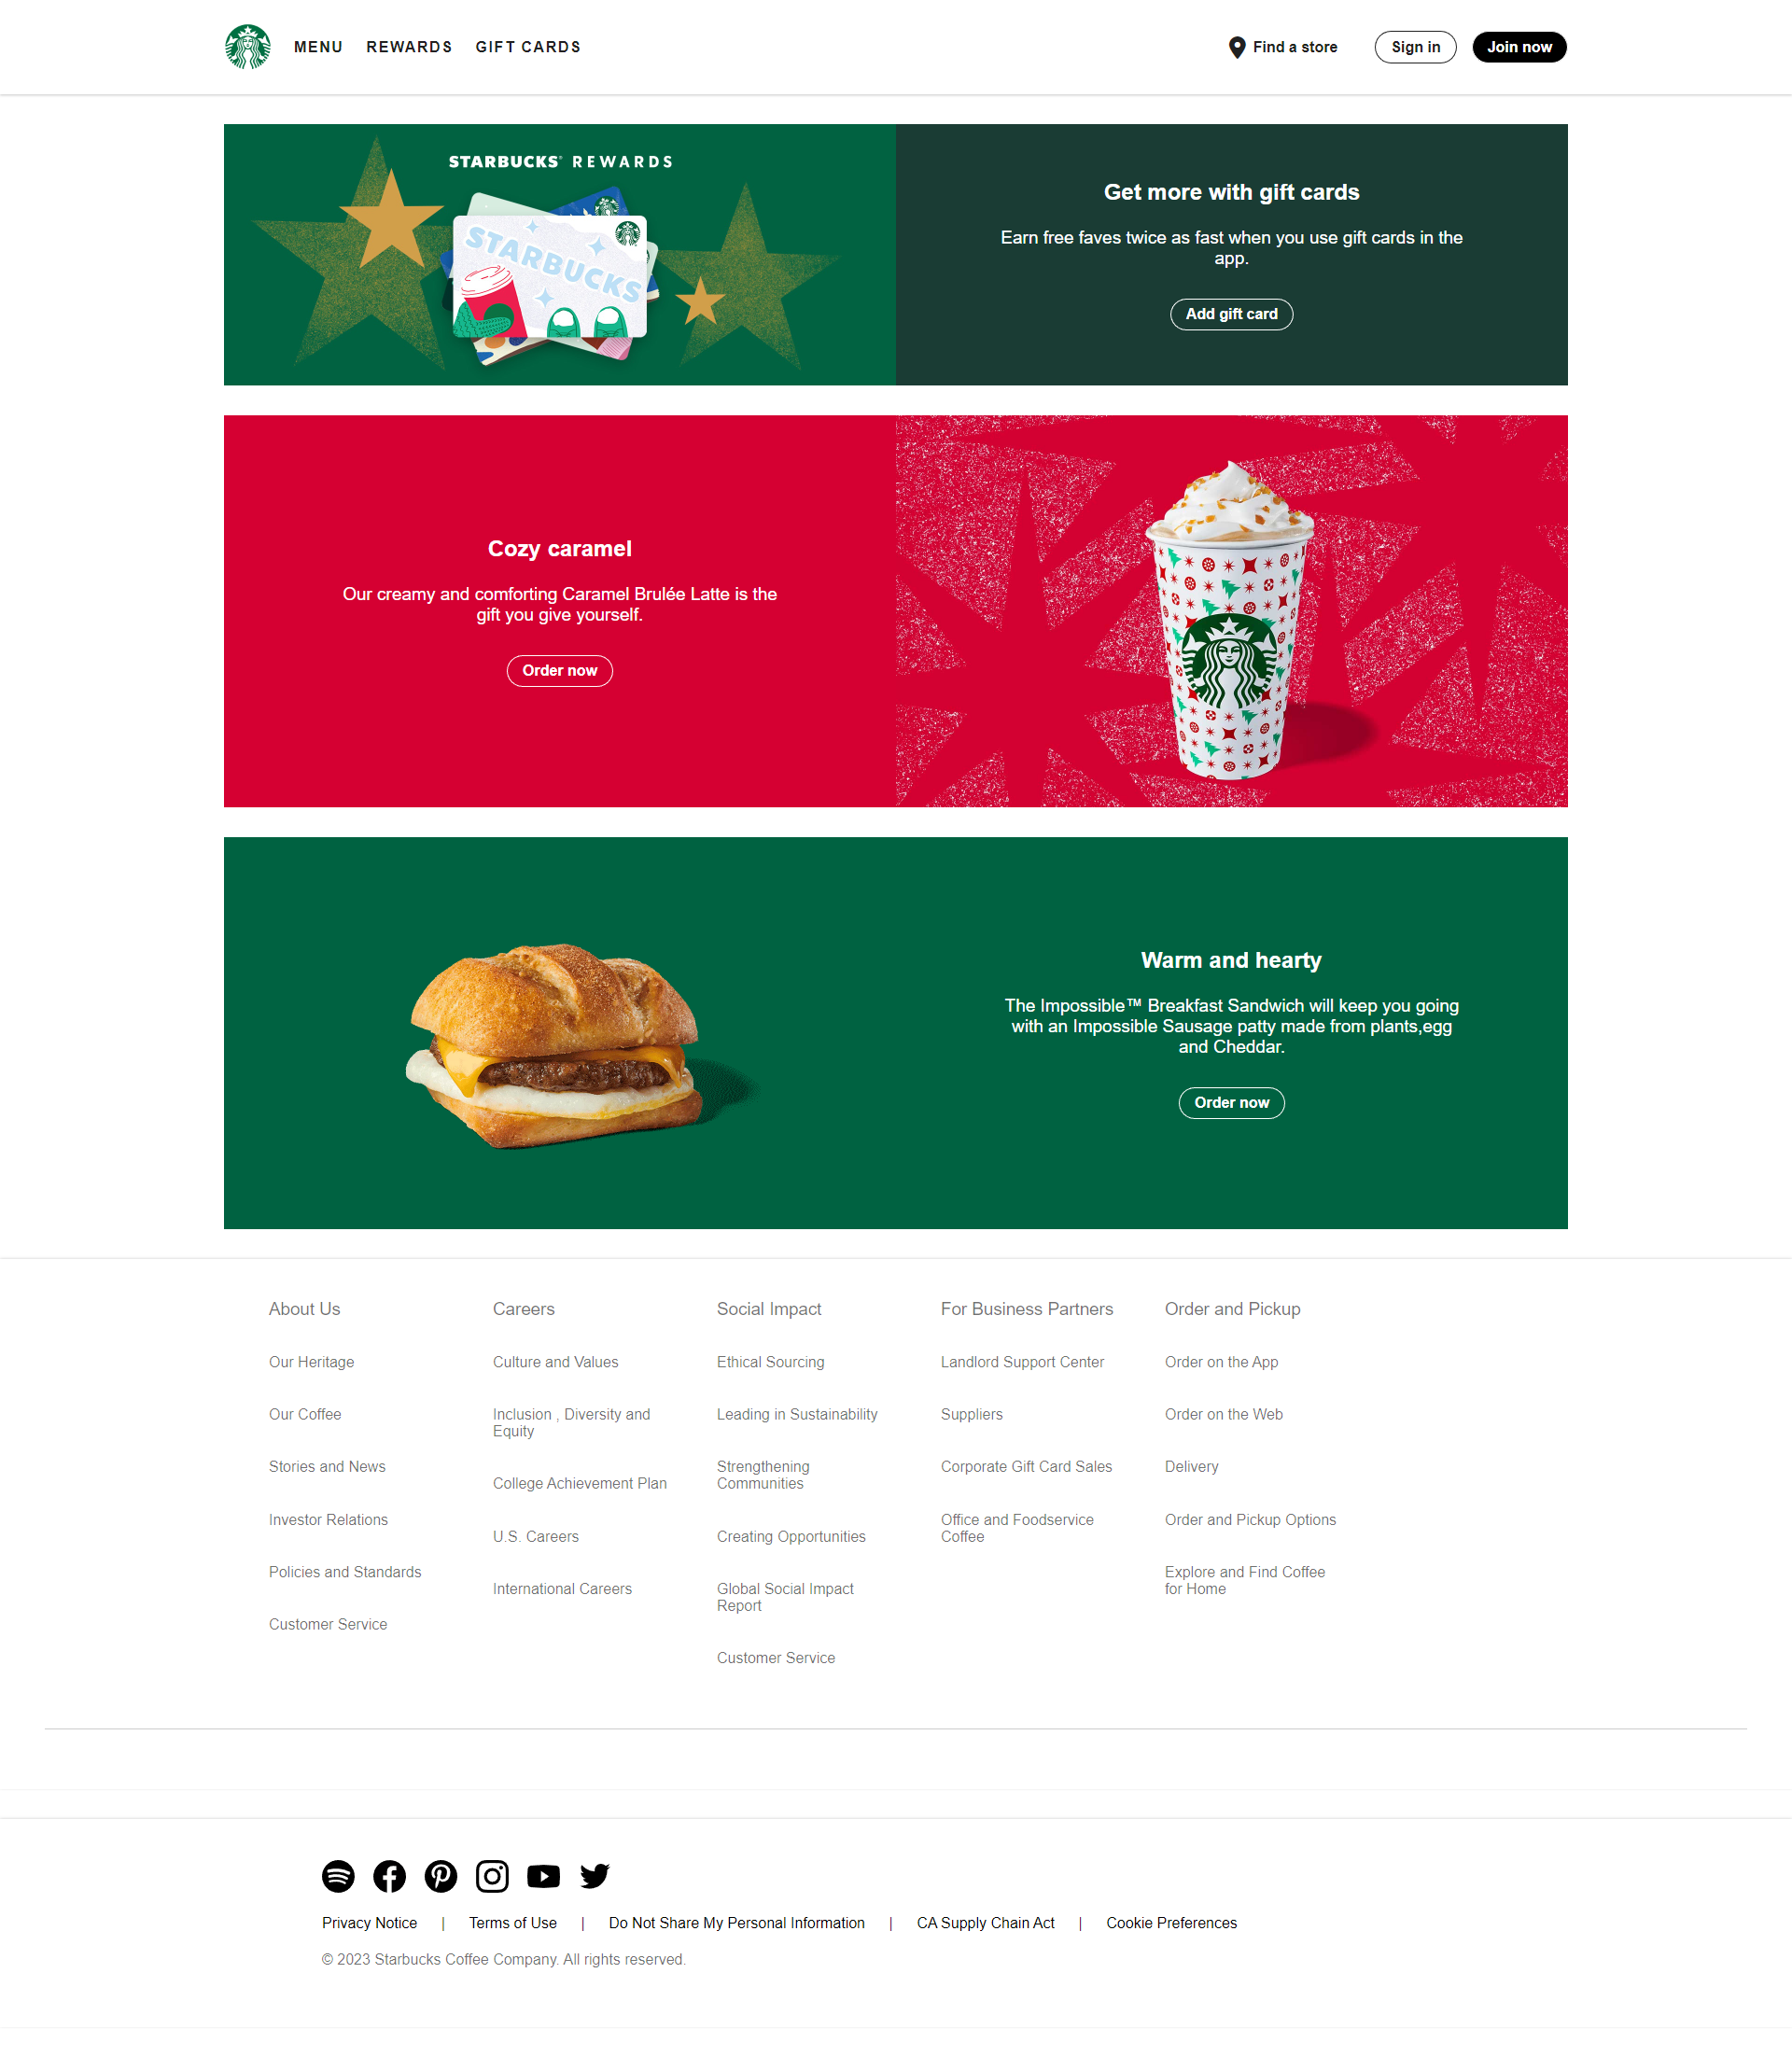 MENU REWARDS GIFT CARDS Find a store Sign in Join now
STARBUCKS® REWARDS
STARBUCKS
Get more with gift cards
Earn free faves twice as fast when you use gift cards in the
app.
Add gift card
Cozy caramel
Our creamy and comforting Caramel Brulée Latte is the
gift you give yourself.
Order now
Warm and hearty
The Impossible™ Breakfast Sandwich will keep you going
with an Impossible Sausage patty made from plants,egg
and Cheddar.
Order now
About Us
Our Heritage
Our Coffee
Stories and News
Investor Relations
Policies and Standards
Customer Service
Careers
Culture and Values
Inclusion , Diversity and
Equity
College Achievement Plan
U.S. Careers
International Careers
Social Impact
Ethical Sourcing
Leading in Sustainability
Strengthening
Communities
Creating Opportunities
Global Social Impact
Report
Customer Service
For Business Partners
Landlord Support Center
Suppliers
Corporate Gift Card Sales
Office and Foodservice
Coffee
Order and Pickup
Order on the App
Order on the Web
Delivery
Order and Pickup Options
Explore and Find Coffee
for Home
Privacy Notice | Terms of Use | Do Not Share My Personal Information | CA Supply Chain Act | Cookie Preferences
© 2023 Starbucks Coffee Company. All rights reserved.